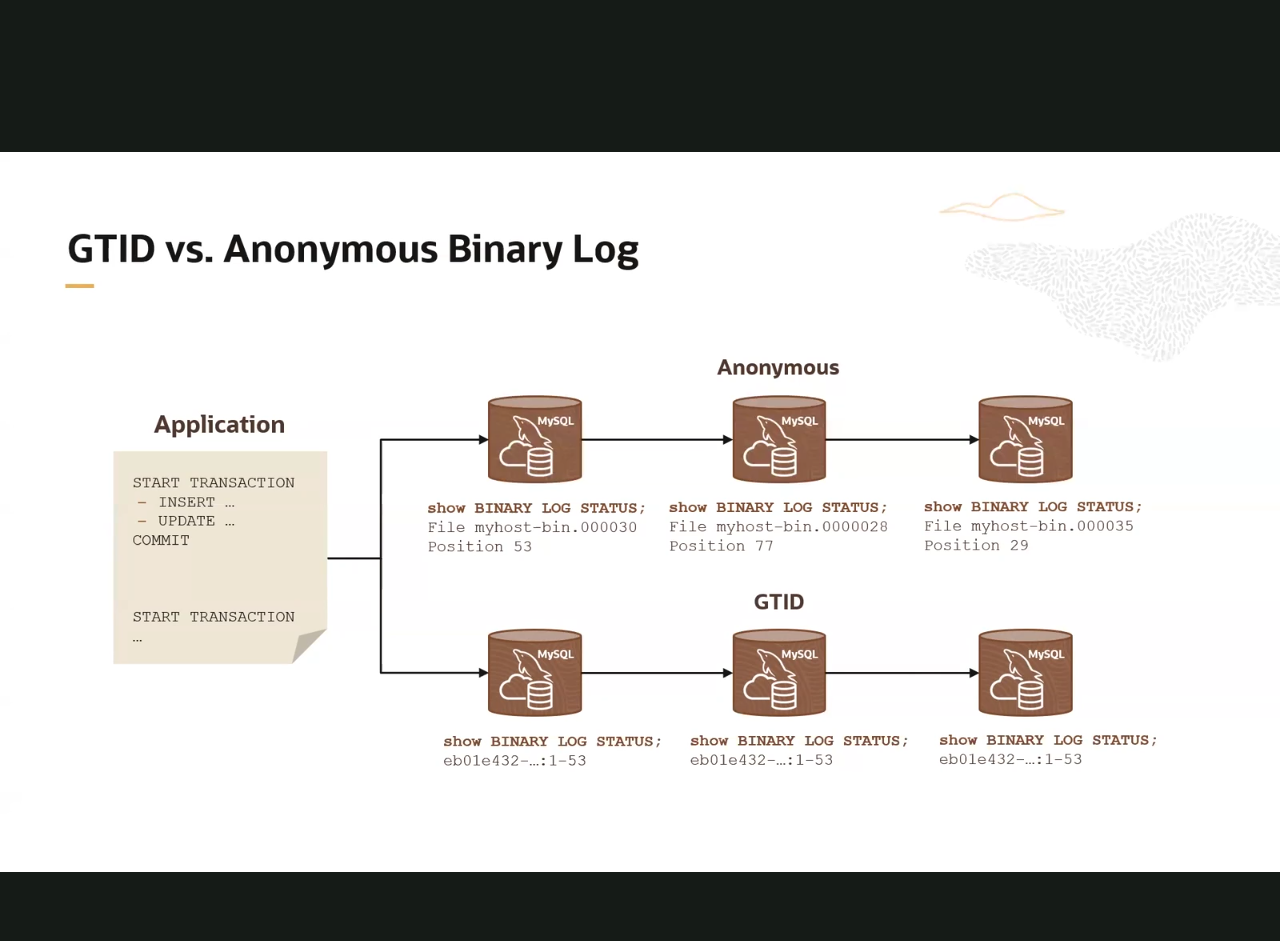 GTID vs. Anonymous Binary Log
Application
START TRANSACTION
– INSERT …
– UPDATE …
COMMIT
START TRANSACTION
…
Anonymous
MySQL
MySQL
MySQL
show BINARY LOG STATUS;
File myhost-bin.000030
Position 53
show BINARY LOG STATUS;
File myhost-bin.0000028
Position 77
show BINARY LOG STATUS;
File myhost-bin.000035
Position 29
GTID
MySQL
MySQL
MySQL
show BINARY LOG STATUS;
eb01e432-…:1-53
show BINARY LOG STATUS;
eb01e432-…:1-53
show BINARY LOG STATUS;
eb01e432-…:1-53